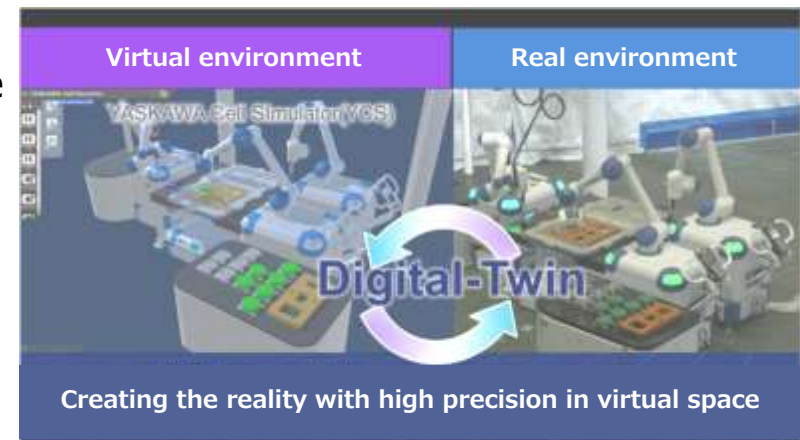 Virtual environment
Real environment
e
YASKAWA Cell Simulator(YCS)
Digital-Twin
Creating the reality with high precision in virtual space